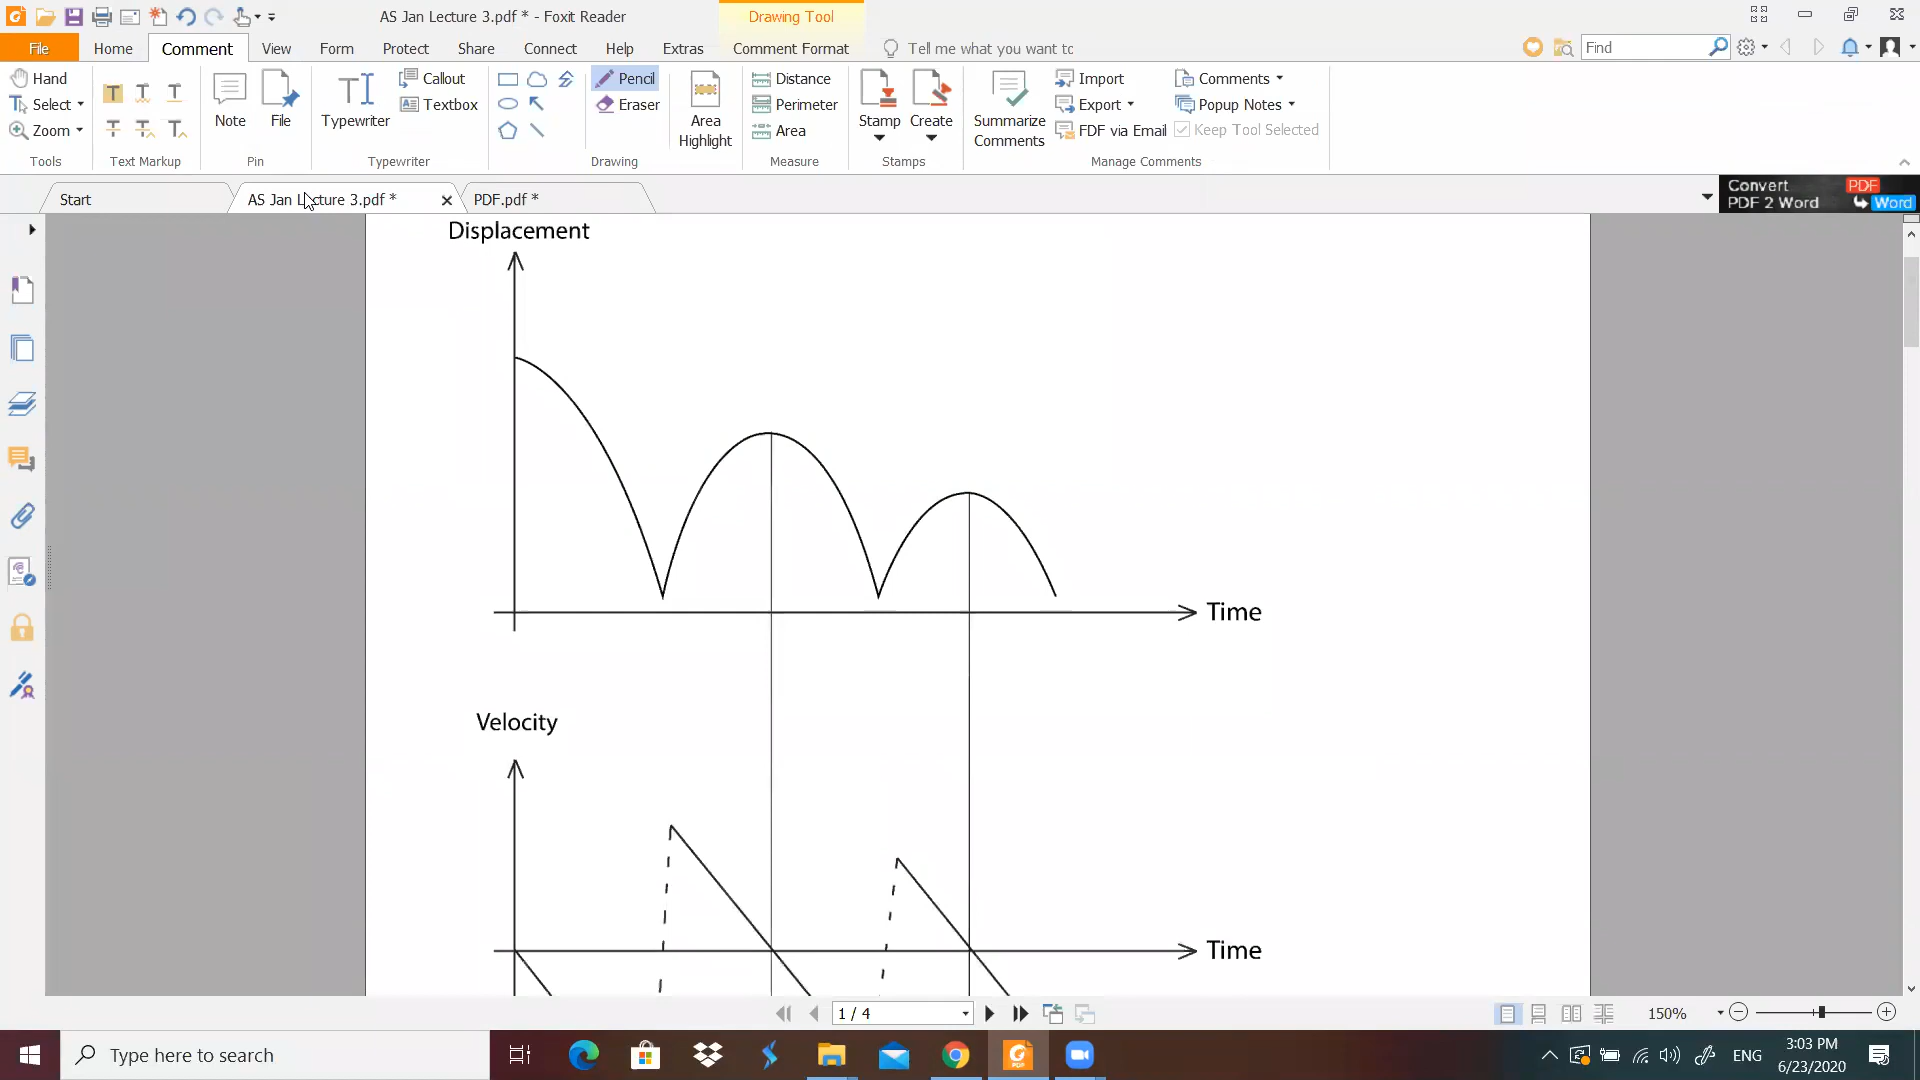 AS Jan Lecture 3.pdf * - Foxit Reader
Drawing Tool
File Home Comment View Form Protect Share Connect Help Extras Comment Format Tell me what you want to Find
Hand
Select
Zoom
Tools
Text Markup
Note
File
Pin
Typewriter
Callout
Textbox
Typewriter
Pencil
Eraser
Drawing
Area
Highlight
Distance
Perimeter
Area
Measure
Stamp
Create
Stamps
Summarize
Comments
Import
Export
FDF via Email
Comments
Popup Notes
Keep Tool Selected
Manage Comments
Start
AS Jan Lecture 3.pdf *
PDF.pdf *
Convert PDF
PDF 2 Word Word
Displacement
Time
Velocity
Time
1 / 4
150%
Type here to search
ENG
3:03 PM
6/23/2020